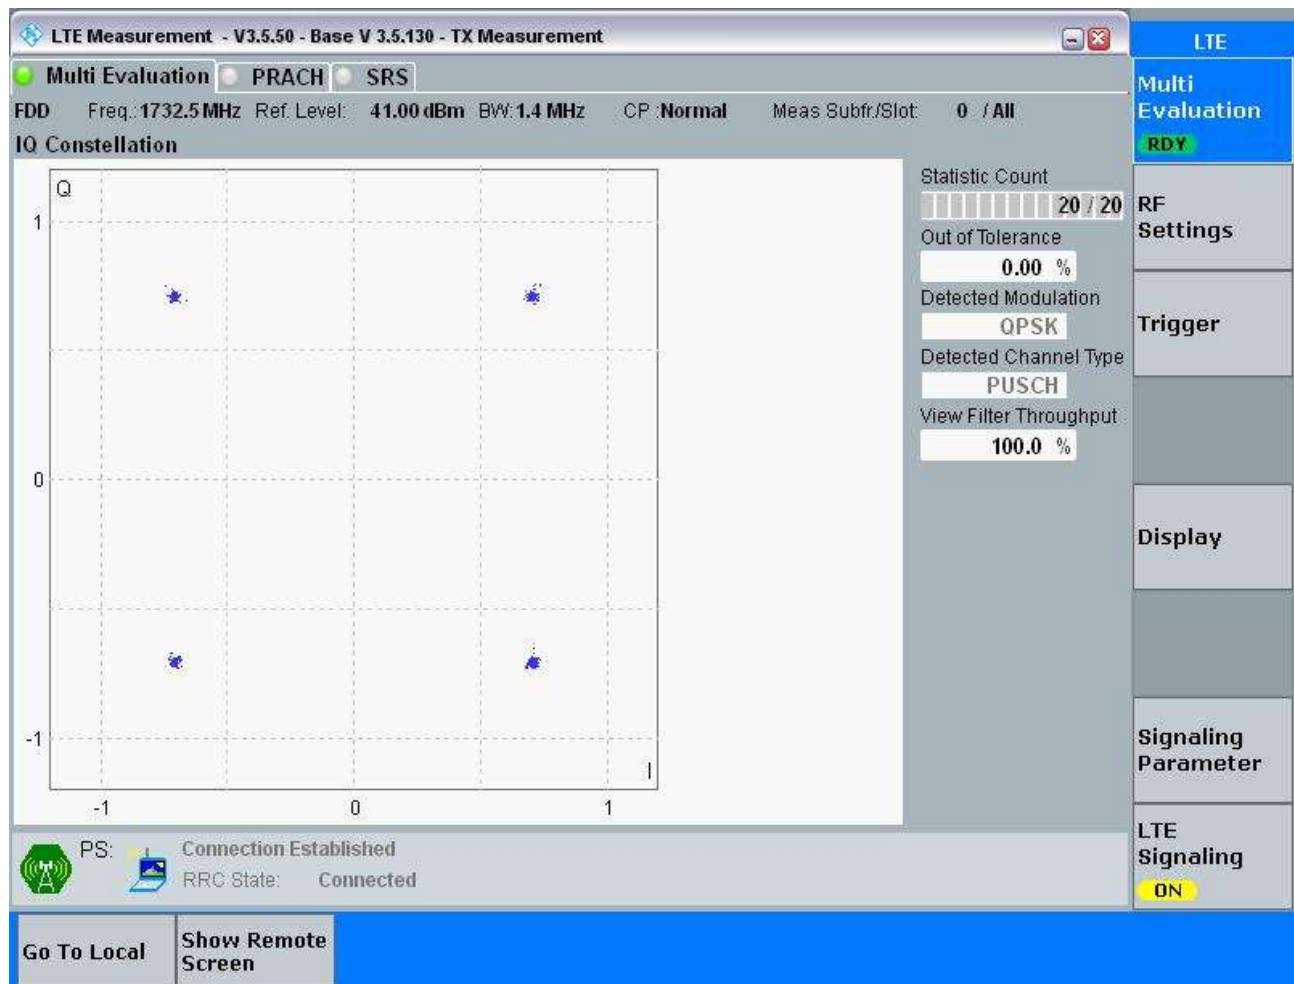 LTE Measurement - V3.5.50 - Base V 3.5.130 - TX Measurement
LTE
Multi Evaluation PRACH SRS
Multi
Evaluation
RDY
FDD Freq.:1732.5 MHz Ref. Level: 41.00 dBm BW:1.4 MHz CP :Normal Meas Subfr./Slot: 0 / All
IQ Constellation
Q
1
0
-1
-1 0 1
I
Statistic Count
20 / 20
Out of Tolerance
0.00 %
Detected Modulation
QPSK
Detected Channel Type
PUSCH
View Filter Throughput
100.0 %
RF
Settings
Trigger
Display
Signaling
Parameter
LTE
Signaling
ON
PS: Connection Established
RRC State: Connected
Go To Local
Show Remote
Screen